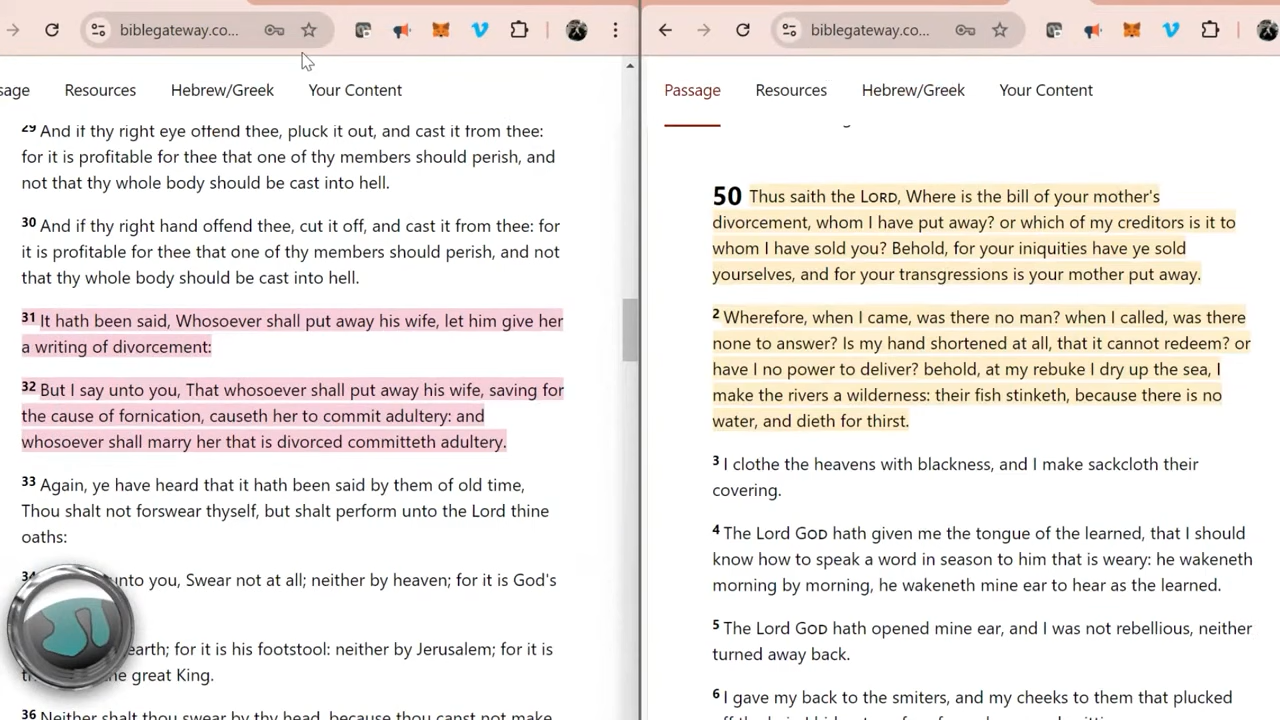 biblegateway.co...
sage Resources Hebrew/Greek Your Content
29 And if thy right eye offend thee, pluck it out, and cast it from thee:
for it is profitable for thee that one of thy members should perish, and
not that thy whole body should be cast into hell.
30 And if thy right hand offend thee, cut it off, and cast it from thee: for
it is profitable for thee that one of thy members should perish, and not
that thy whole body should be cast into hell.
31 It hath been said, Whosoever shall put away his wife, let him give her
a writing of divorcement:
32 But I say unto you, That whosoever shall put away his wife, saving for
the cause of fornication, causeth her to commit adultery: and
whosoever shall marry her that is divorced committeth adultery.
33 Again, ye have heard that it hath been said by them of old time,
Thou shalt not forswear thyself, but shalt perform unto the Lord thine
oaths:
unto you, Swear not at all; neither by heaven; for it is God's
earth; for it is his footstool: neither by Jerusalem; for it is
the great King.
36 Neither shalt thou swear by thy head, because thou canst not make
biblegateway.co...
Passage Resources Hebrew/Greek Your Content
50 Thus saith the LORD, Where is the bill of your mother's
divorcement, whom I have put away? or which of my creditors is it to
whom I have sold you? Behold, for your iniquities have ye sold
yourselves, and for your transgressions is your mother put away.
2 Wherefore, when I came, was there no man? when I called, was there
none to answer? Is my hand shortened at all, that it cannot redeem? or
have I no power to deliver? behold, at my rebuke I dry up the sea, I
make the rivers a wilderness: their fish stinketh, because there is no
water, and dieth for thirst.
3 I clothe the heavens with blackness, and I make sackcloth their
covering.
4 The Lord GOD hath given me the tongue of the learned, that I should
know how to speak a word in season to him that is weary: he wakeneth
morning by morning, he wakeneth mine ear to hear as the learned.
5 The Lord GOD hath opened mine ear, and I was not rebellious, neither
turned away back.
6 I gave my back to the smiters, and my cheeks to them that plucked